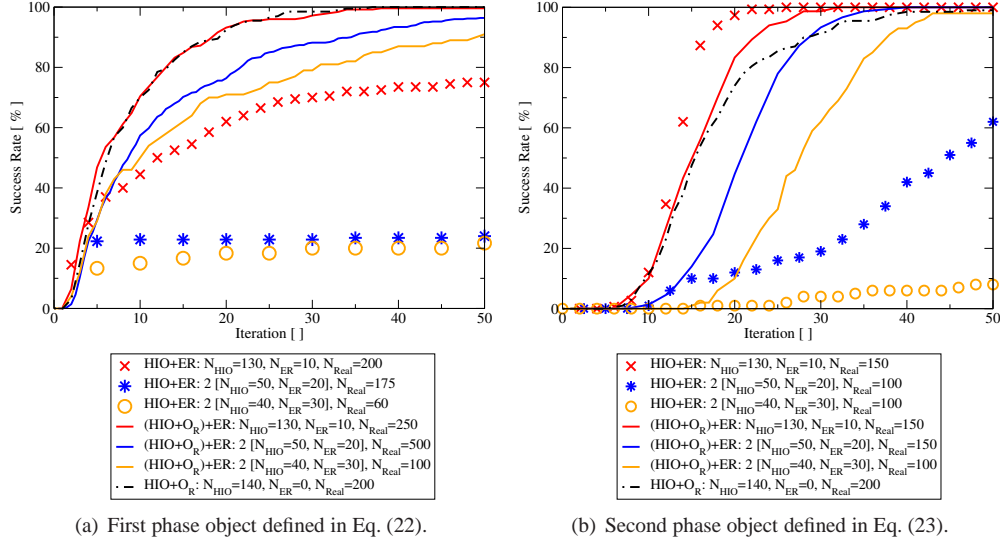 100
80
60
40
20
0
Success Rate [ % ]
0 10 20 30 40 50
Iteration [ ]
HIO+ER: N_HIO=130, N_ER=10, N_Real=200
HIO+ER: 2 [N_HIO=50, N_ER=20], N_Real=175
HIO+ER: 2 [N_HIO=40, N_ER=30], N_Real=60
(HIO+O_R)+ER: N_HIO=130, N_ER=10, N_Real=250
(HIO+O_R)+ER: 2 [N_HIO=50, N_ER=20], N_Real=500
(HIO+O_R)+ER: 2 [N_HIO=40, N_ER=30], N_Real=100
HIO+O_R: N_HIO=140, N_ER=0, N_Real=200
(a) First phase object defined in Eq. (22).
100
80
60
40
20
0
Success Rate [ % ]
0 10 20 30 40 50
Iteration [ ]
HIO+ER: N_HIO=130, N_ER=10, N_Real=150
HIO+ER: 2 [N_HIO=50, N_ER=20], N_Real=100
HIO+ER: 2 [N_HIO=40, N_ER=30], N_Real=100
(HIO+O_R)+ER: N_HIO=130, N_ER=10, N_Real=150
(HIO+O_R)+ER: 2 [N_HIO=50, N_ER=20], N_Real=150
(HIO+O_R)+ER: 2 [N_HIO=40, N_ER=30], N_Real=100
HIO+O_R: N_HIO=140, N_ER=0, N_Real=200
(b) Second phase object defined in Eq. (23).